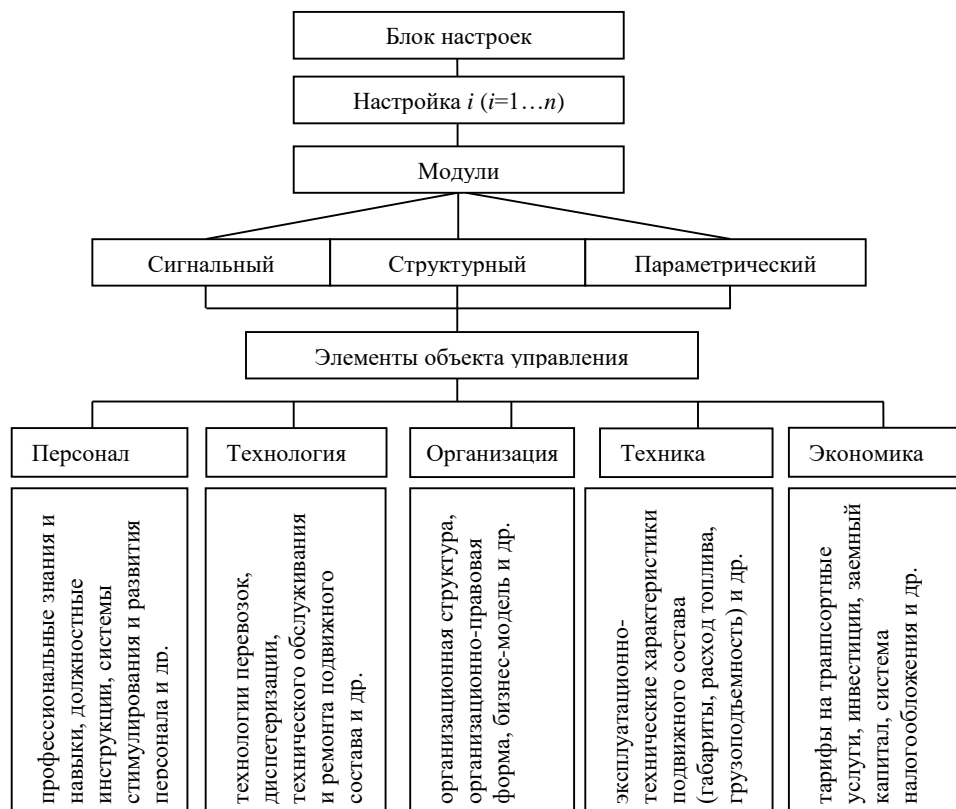 Блок настроек
Настройка i (i=1…n)
Модули
Сигнальный
Структурный
Параметрический
Элементы объекта управления
Персонал
Технология
Организация
Техника
Экономика
профессиональные знания и
навыки, должностные
инструкции, системы
стимулирования и развития
персонала и др.
технологии перевозок,
диспетеризации,
технического обслуживания
и ремонта подвижного
состава и др.
организационная структура,
организационно-правовая
форма, бизнес-модель и др.
эксплуатационно-
технические характеристики
подвижного состава
(габариты, расход топлива,
грузоподъемность) и др.
тарифы на транпсортные
услуги, инвестиции, заемный
капитал, система
налогообложения и др.